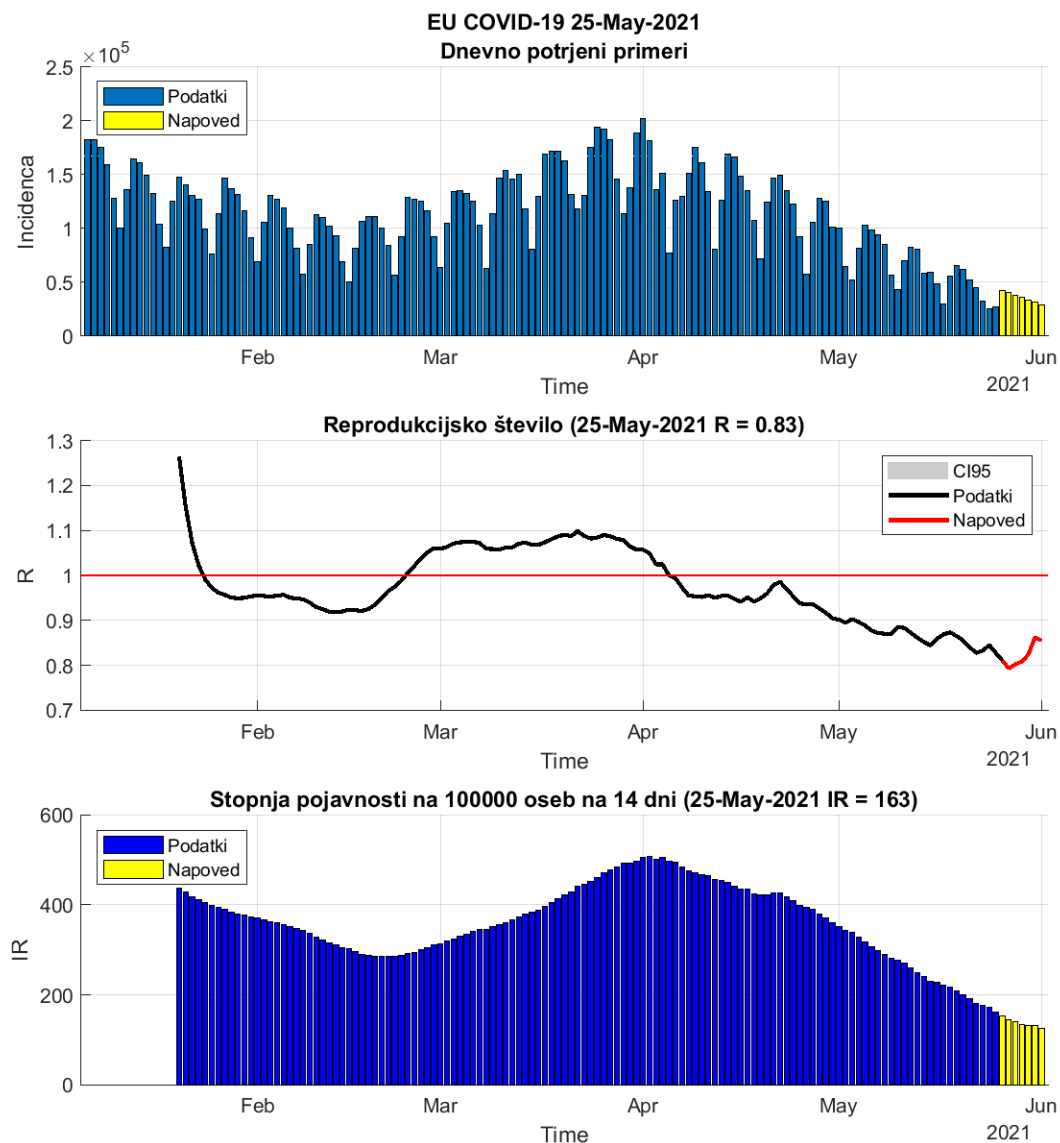 EU COVID-19 25-May-2021
Dnevno potrjeni primeri
×10⁵
2.5
2
1.5
1
0.5
0
Incidenca
Podatki
Napoved
Feb
Mar
Apr
May
Jun
Time
2021
Reprodukcijsko število (25-May-2021 R = 0.83)
1.3
1.2
1.1
1
0.9
0.8
0.7
R
CI95
Podatki
Napoved
Feb
Mar
Apr
May
Jun
Time
2021
Stopnja pojavnosti na 100000 oseb na 14 dni (25-May-2021 IR = 163)
600
400
200
0
IR
Podatki
Napoved
Feb
Mar
Apr
May
Jun
Time
2021